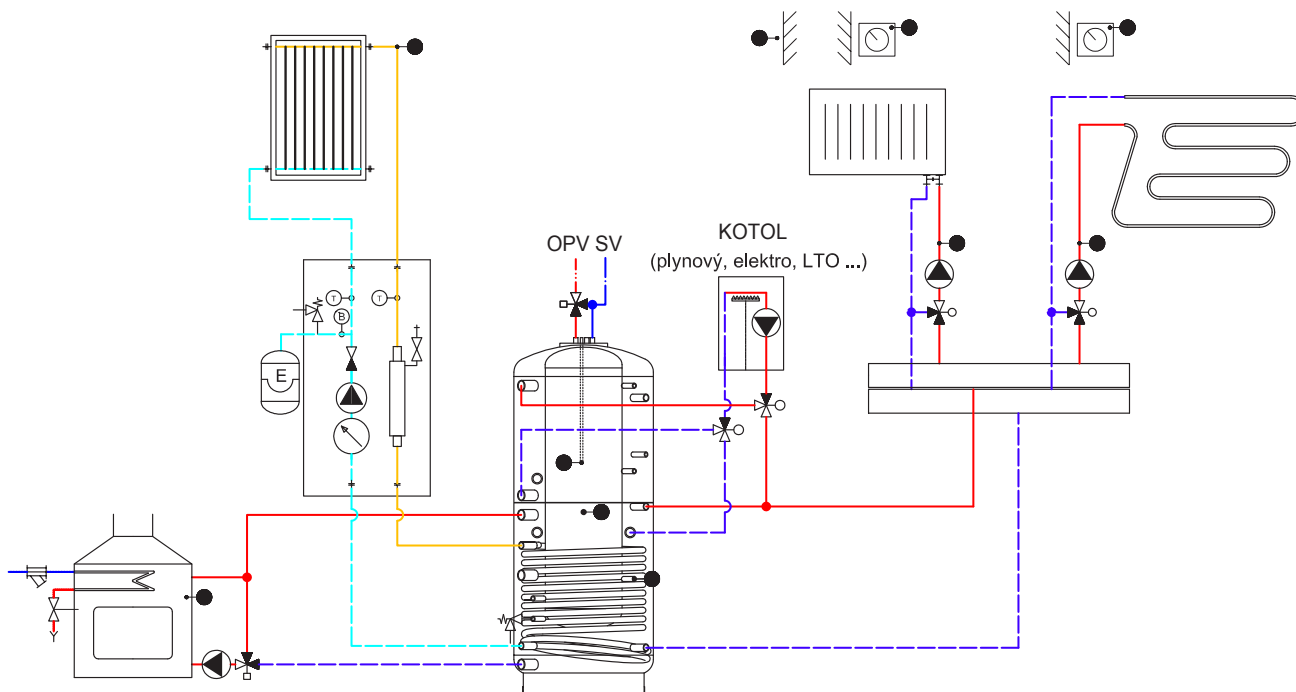 OPV SV
KOTOL
(plynový, elektro, LTO ...)
T
T
B
E